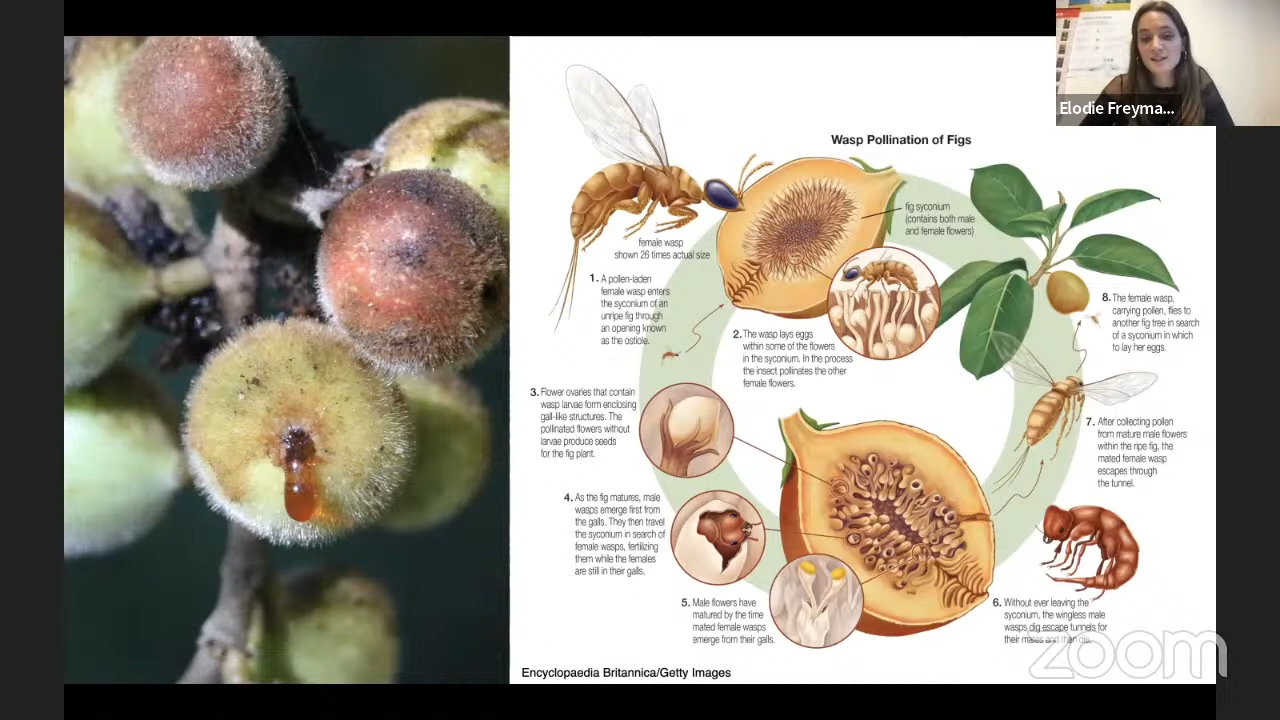 Elodie Freyma...
Wasp Pollination of Figs
fig syconium
(contains both male
and female flowers)
female wasp
shown 26 times actual size
1. A pollen-laden
female wasp enters
the syconium of an
unripe fig through
an opening known
as the ostiole.
2. The wasp lays eggs
within some of the flowers
in the syconium. In the process
the insect pollinates the other
female flowers.
3. Flower ovaries that contain
wasp larvae form enclosing
gall-like structures. The
pollinated flowers without
larvae produce seeds
for the fig plant.
4. As the fig matures, male
wasps emerge first from
the galls. They then travel
the syconium in search of
female wasps, fertilizing
them while the females
are still in their galls.
5. Male flowers have
matured by the time
mated female wasps
emerge from their galls.
6. Without ever leaving the
syconium, the wingless male
wasps dig escape tunnels for
their mates and then die.
7. After collecting pollen
from mature male flowers
within the ripe fig, the
mated female wasp
escapes through
the tunnel.
8. The female wasp,
carrying pollen, flies to
another fig tree in search
of a syconium in which
to lay her eggs.
Encyclopaedia Britannica/Getty Images
zoom